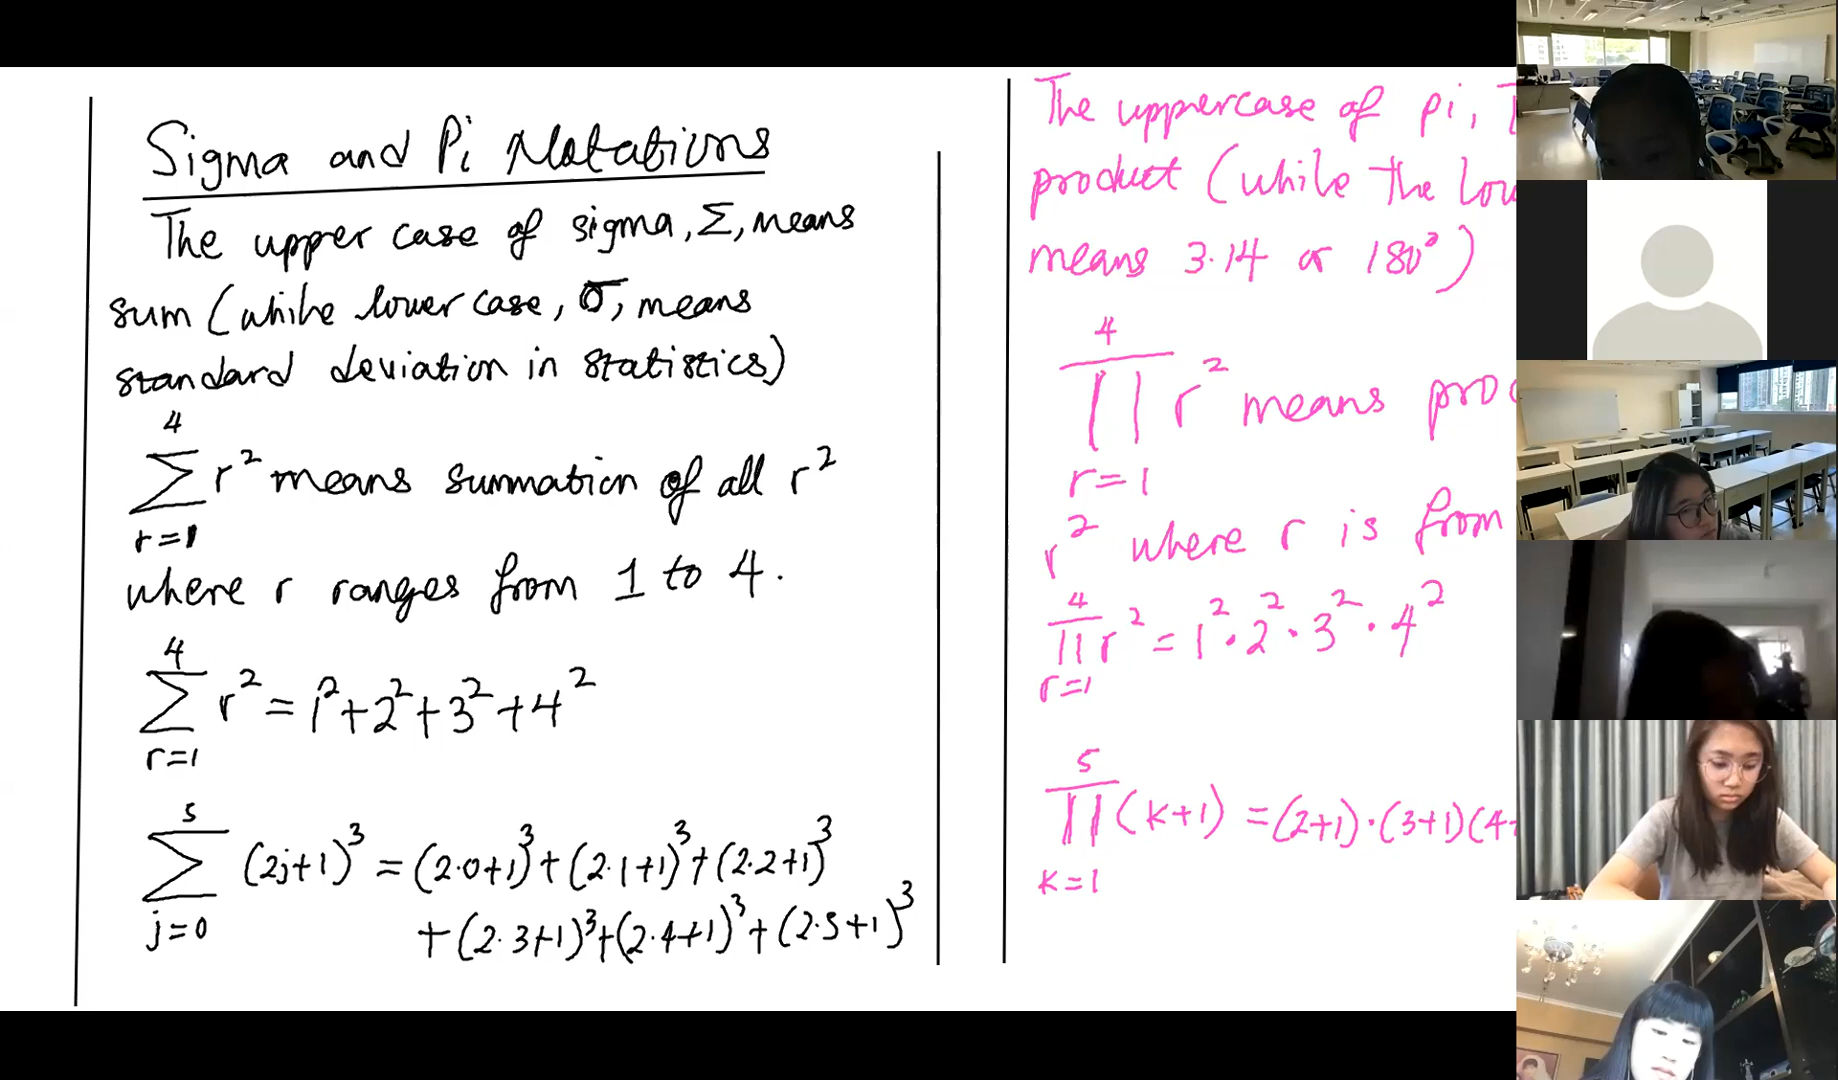 Sigma and Pi Notations
The upper case of sigma, Σ, means
sum (while lower case, σ, means
standard deviation in statistics)
4
∑ r² means summation of all r²
r=1
where r ranges from 1 to 4.
4
∑ r² = 1²+2²+3²+4²
r=1
5
∑ (2j+1)³ = (2·0+1)³+(2·1+1)³+(2·2+1)³
j=0
+(2·3+1)³+(2·4+1)³+(2·5+1)³
The uppercase of pi,
product (while the
means 3.14 or 180°)
4
∏ r² means
r=1
r² where r is from
4
∏ r² = 1²·2²·3²·4²
r=1
5
∏ (k+1) = (2+1)·(3+1)(4
k=1